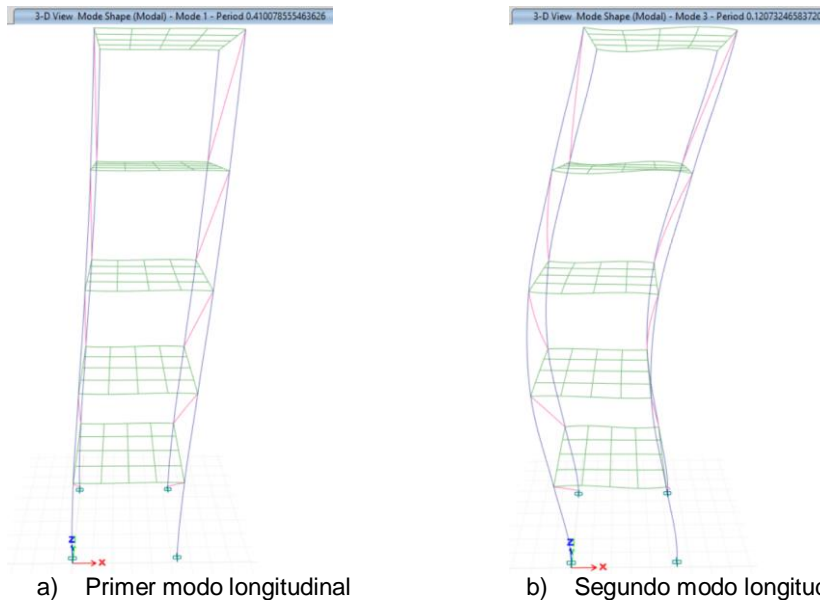 3-D View Mode Shape (Modal) - Mode 1 - Period 0.410078555463626
3-D View Mode Shape (Modal) - Mode 3 - Period 0.1207324658372
Z
Y
X
Z
Y
X
a) Primer modo longitudinal
b) Segundo modo longitud